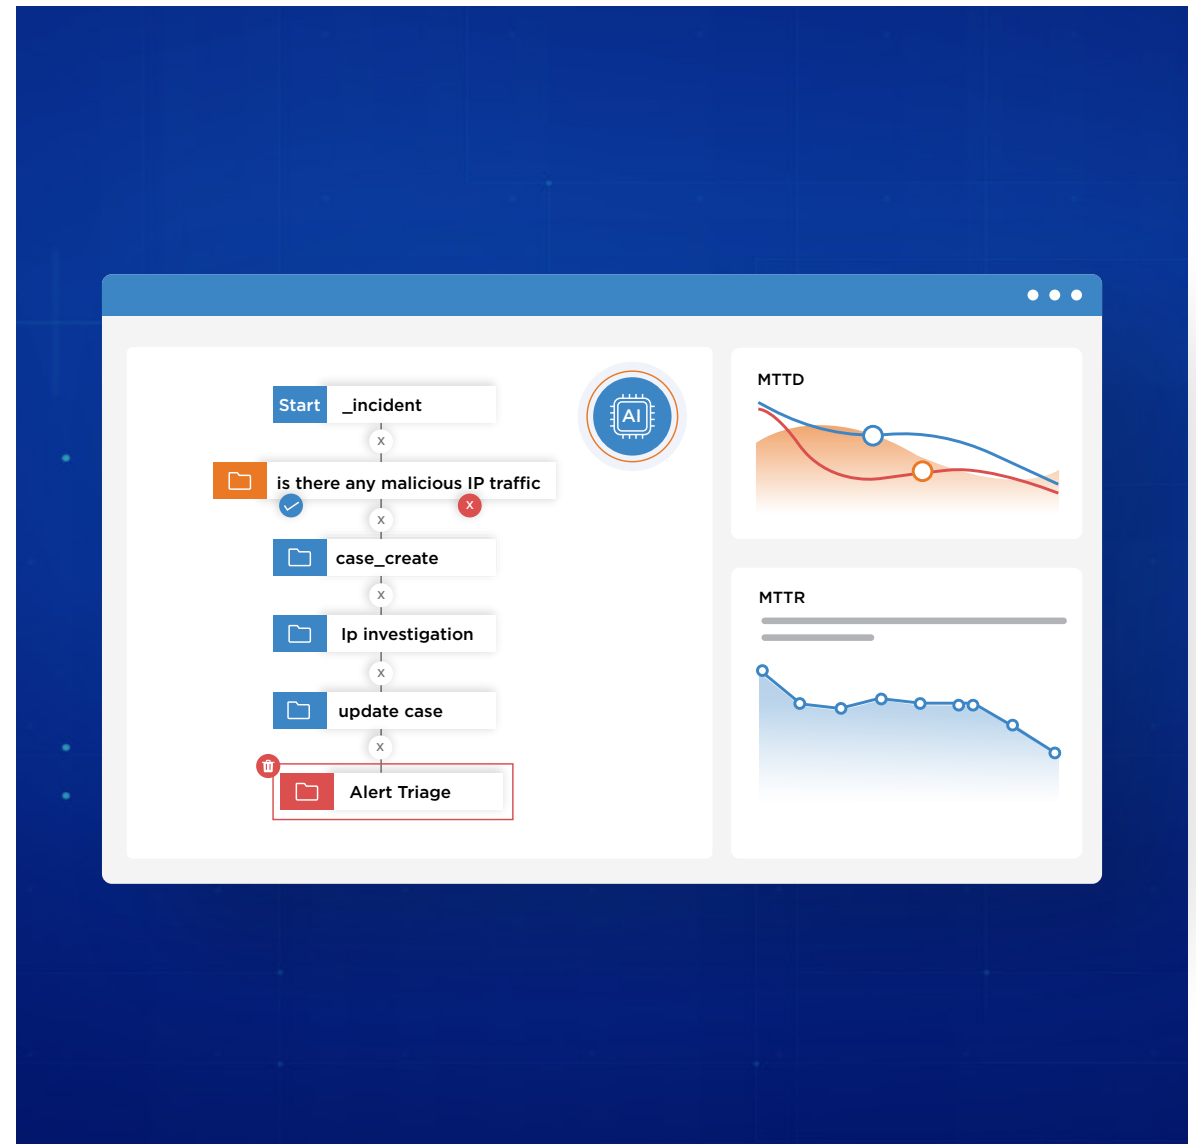 Start _incident
x
is there any malicious IP traffic
x
x
case_create
x
Ip investigation
x
update case
x
Alert Triage
AI
MTTD
MTTR